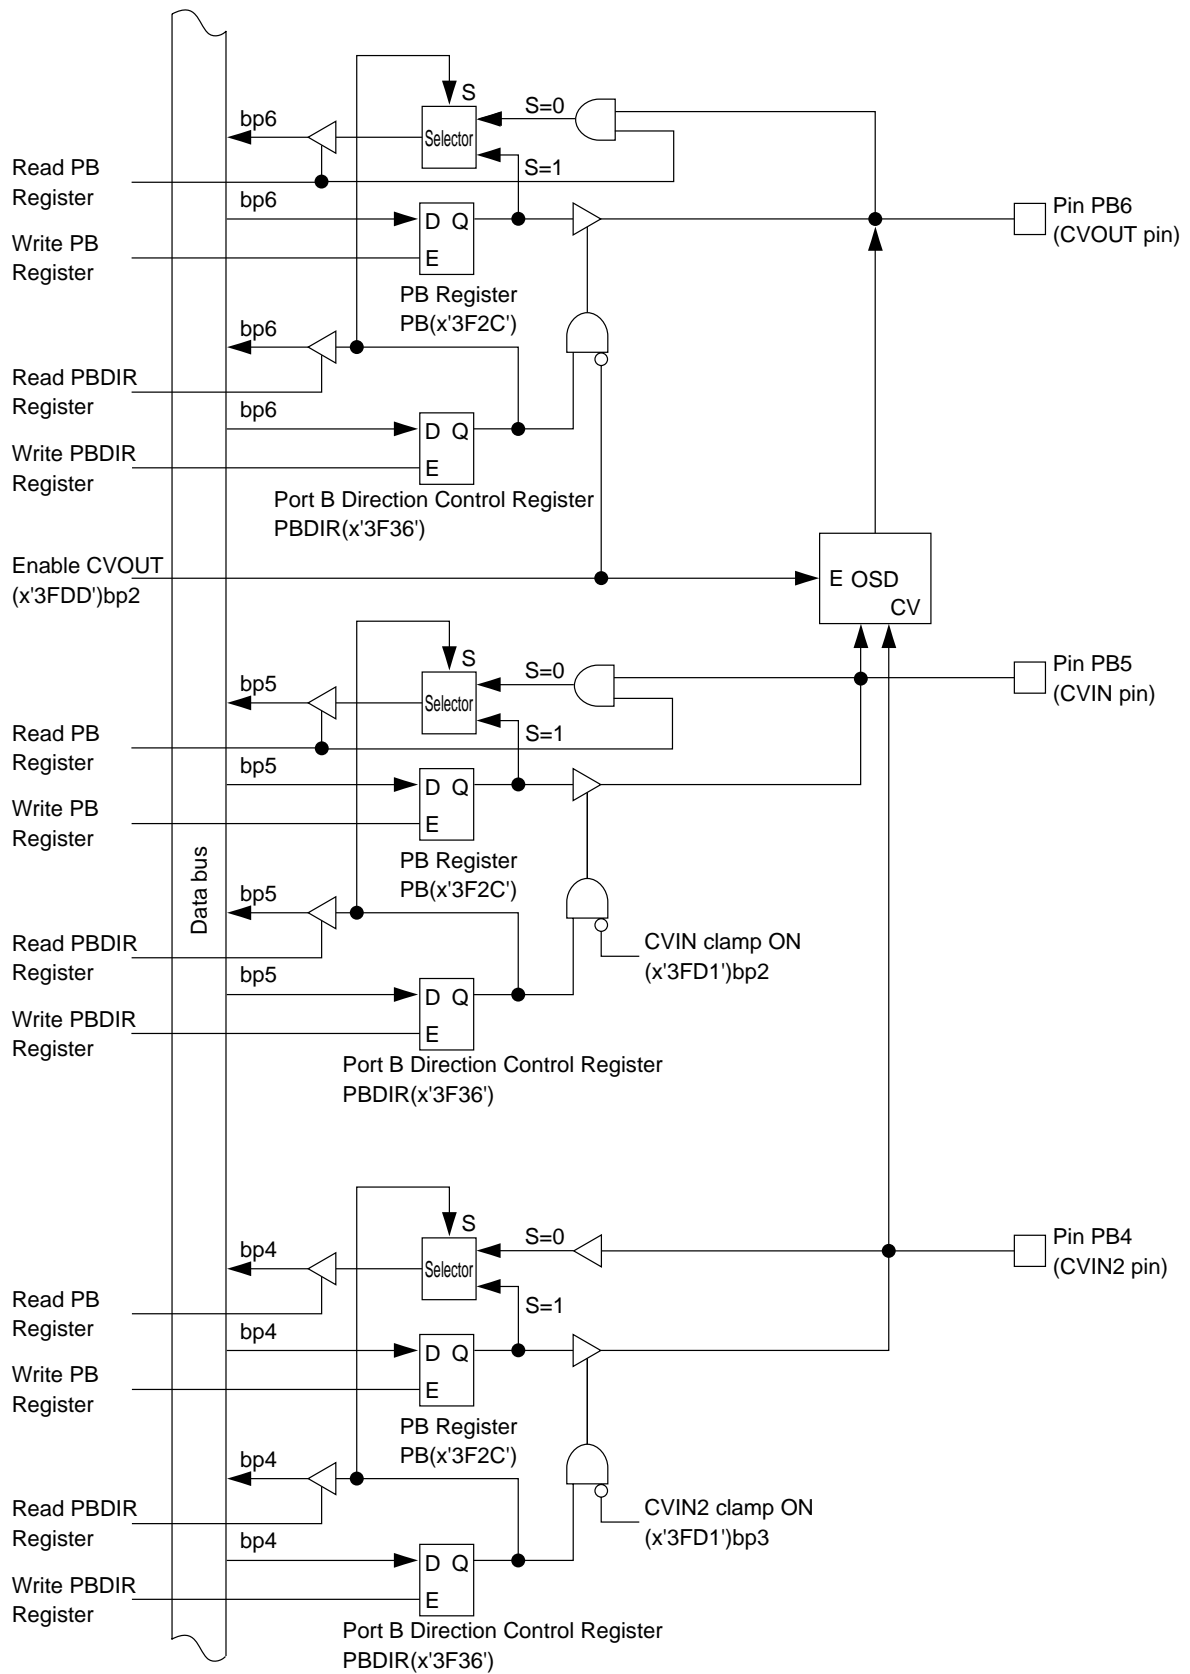 S
bp6
S=0
Selector
Read PB
Register
S=1
bp6
D Q
E
Pin PB6
(CVOUT pin)
Write PB
Register
PB Register
PB(x'3F2C')
bp6
Read PBDIR
Register
bp6
D Q
E
Write PBDIR
Register
Port B Direction Control Register
PBDIR(x'3F36')
Enable CVOUT
(x'3FDD')bp2
E OSD
CV
S
bp5
S=0
Selector
Pin PB5
(CVIN pin)
Read PB
Register
S=1
bp5
D Q
E
Write PB
Register
PB Register
PB(x'3F2C')
Data bus
bp5
Read PBDIR
Register
CVIN clamp ON
(x'3FD1')bp2
bp5
D Q
E
Write PBDIR
Register
Port B Direction Control Register
PBDIR(x'3F36')
S
bp4
S=0
Selector
Pin PB4
(CVIN2 pin)
Read PB
Register
S=1
bp4
D Q
E
Write PB
Register
PB Register
PB(x'3F2C')
bp4
Read PBDIR
Register
CVIN2 clamp ON
(x'3FD1')bp3
bp4
D Q
E
Write PBDIR
Register
Port B Direction Control Register
PBDIR(x'3F36')